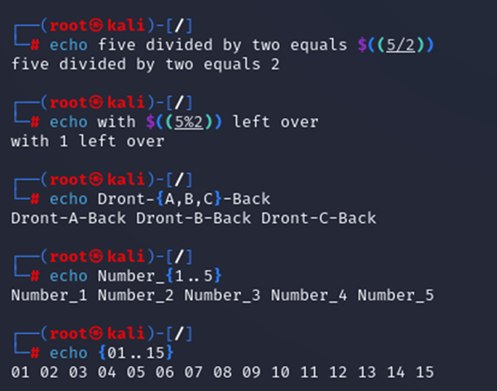 ┌──(root㉿kali)-[/]
└─# echo five divided by two equals $((5/2))
five divided by two equals 2
┌──(root㉿kali)-[/]
└─# echo with $((5%2)) left over
with 1 left over
┌──(root㉿kali)-[/]
└─# echo Dront-{A,B,C}-Back
Dront-A-Back Dront-B-Back Dront-C-Back
┌──(root㉿kali)-[/]
└─# echo Number_{1..5}
Number_1 Number_2 Number_3 Number_4 Number_5
┌──(root㉿kali)-[/]
└─# echo {01..15}
01 02 03 04 05 06 07 08 09 10 11 12 13 14 15